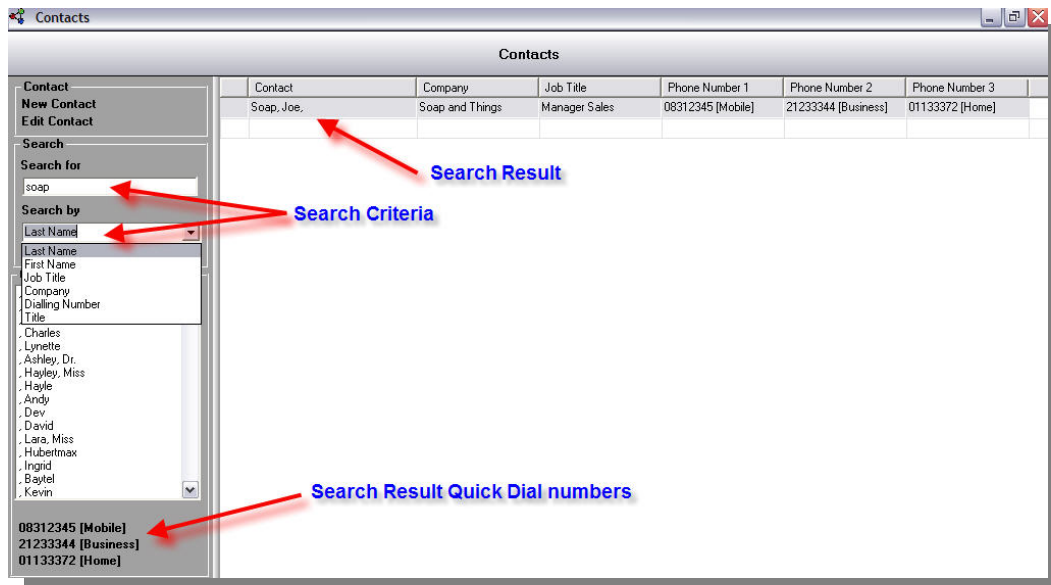 Contacts
Contacts
Contact
New Contact
Edit Contact
Search
Search for
soap
Search by
Last Name
Last Name
First Name
Job Title
Company
Dialling Number
Title
, Charles
, Lynette
, Ashley, Dr.
, Hayley, Miss
, Hayle
, Andy
, Dev
, David
, Lara, Miss
, Hubertmax
, Ingrid
, Baytel
, Kevin
08312345 [Mobile]
21233344 [Business]
01133372 [Home]
Contact Company Job Title Phone Number 1 Phone Number 2 Phone Number 3
Soap, Joe, Soap and Things Manager Sales 08312345 [Mobile] 21233344 [Business] 01133372 [Home]
Search Result
Search Criteria
Search Result Quick Dial numbers